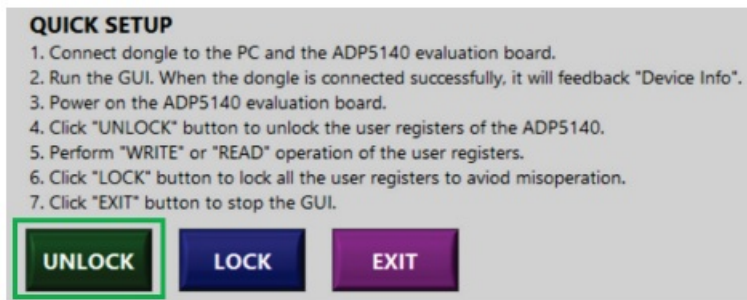 QUICK SETUP
1. Connect dongle to the PC and the ADP5140 evaluation board.
2. Run the GUI. When the dongle is connected successfully, it will feedback "Device Info".
3. Power on the ADP5140 evaluation board.
4. Click "UNLOCK" button to unlock the user registers of the ADP5140.
5. Perform "WRITE" or "READ" operation of the user registers.
6. Click "LOCK" button to lock all the user registers to aviod misoperation.
7. Click "EXIT" button to stop the GUI.
UNLOCK LOCK EXIT